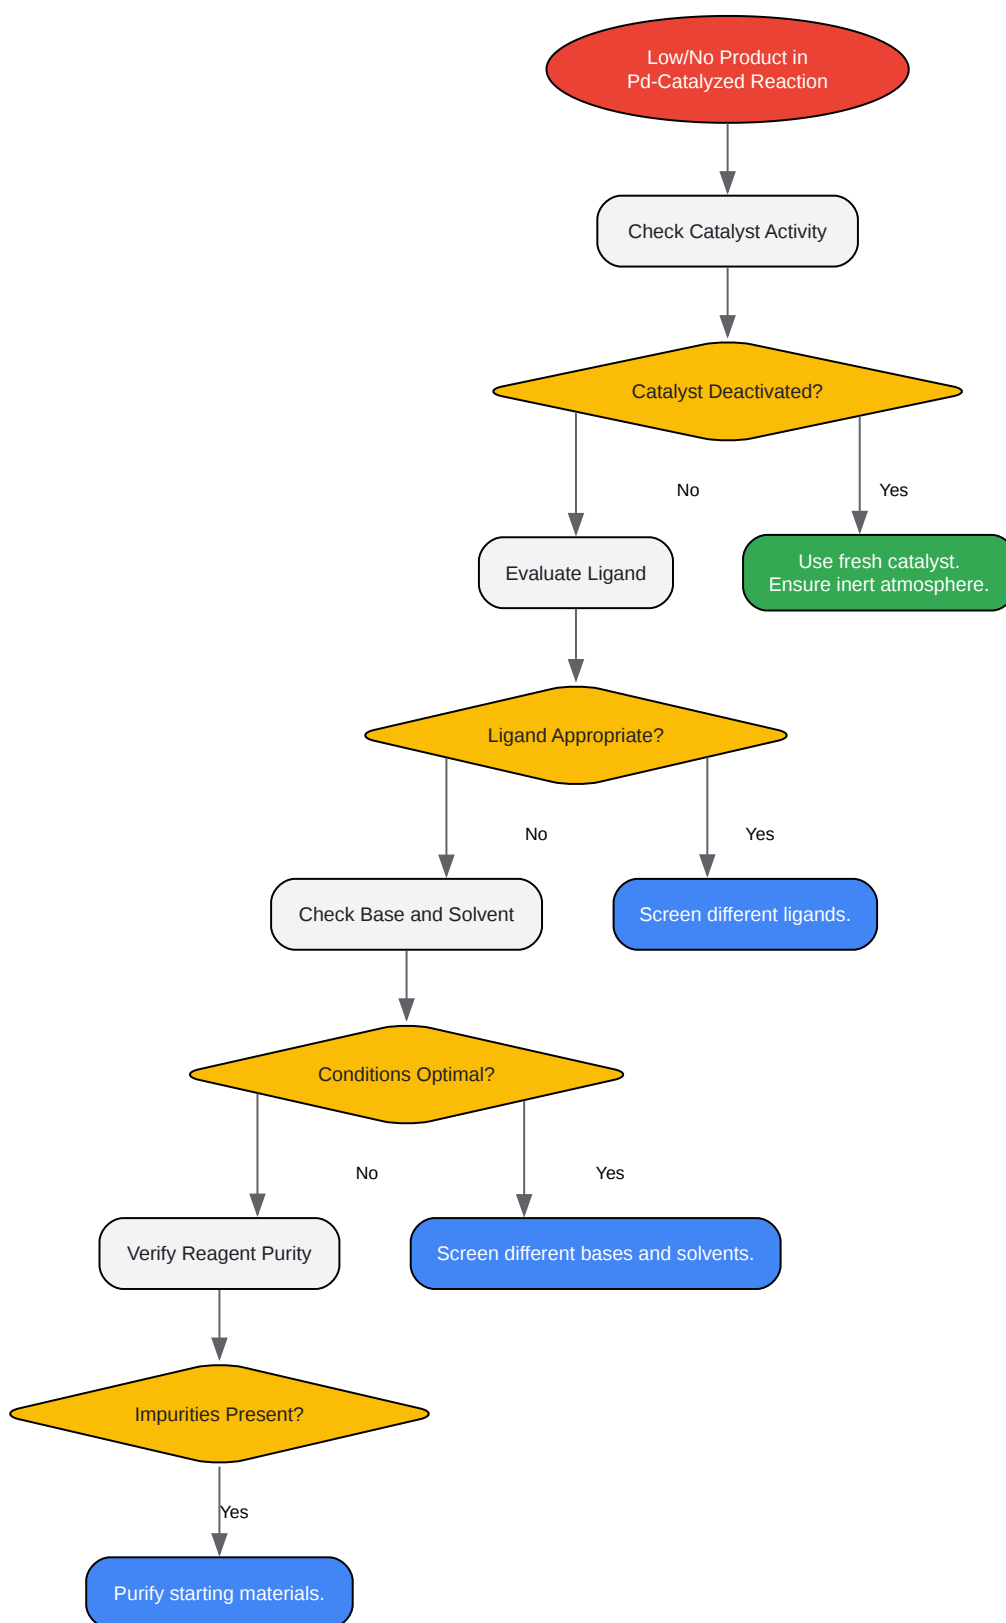 Low/No Product in
Pd-Catalyzed Reaction
Check Catalyst Activity
Catalyst Deactivated?
No
Yes
Evaluate Ligand
Use fresh catalyst.
Ensure inert atmosphere.
Ligand Appropriate?
No
Yes
Check Base and Solvent
Screen different ligands.
Conditions Optimal?
No
Yes
Verify Reagent Purity
Screen different bases and solvents.
Impurities Present?
Yes
Purify starting materials.